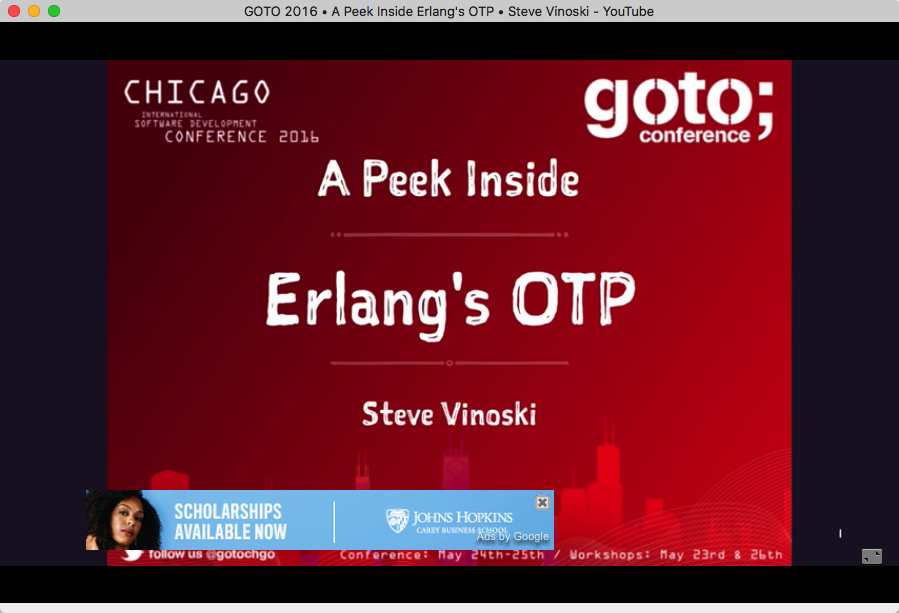 GOTO 2016 • A Peek Inside Erlang's OTP • Steve Vinoski - YouTube
CHICAGO
INTERNATIONAL
SOFTWARE DEVELOPMENT
CONFERENCE 2016
goto;
conference
A Peek Inside
Erlang's OTP
Steve Vinoski
SCHOLARSHIPS
AVAILABLE NOW
JOHNS HOPKINS
CAREY BUSINESS SCHOOL
Ads by Google
follow us @gotochgo
Conference: May 24th-25th / Workshops: May 23rd & 26th